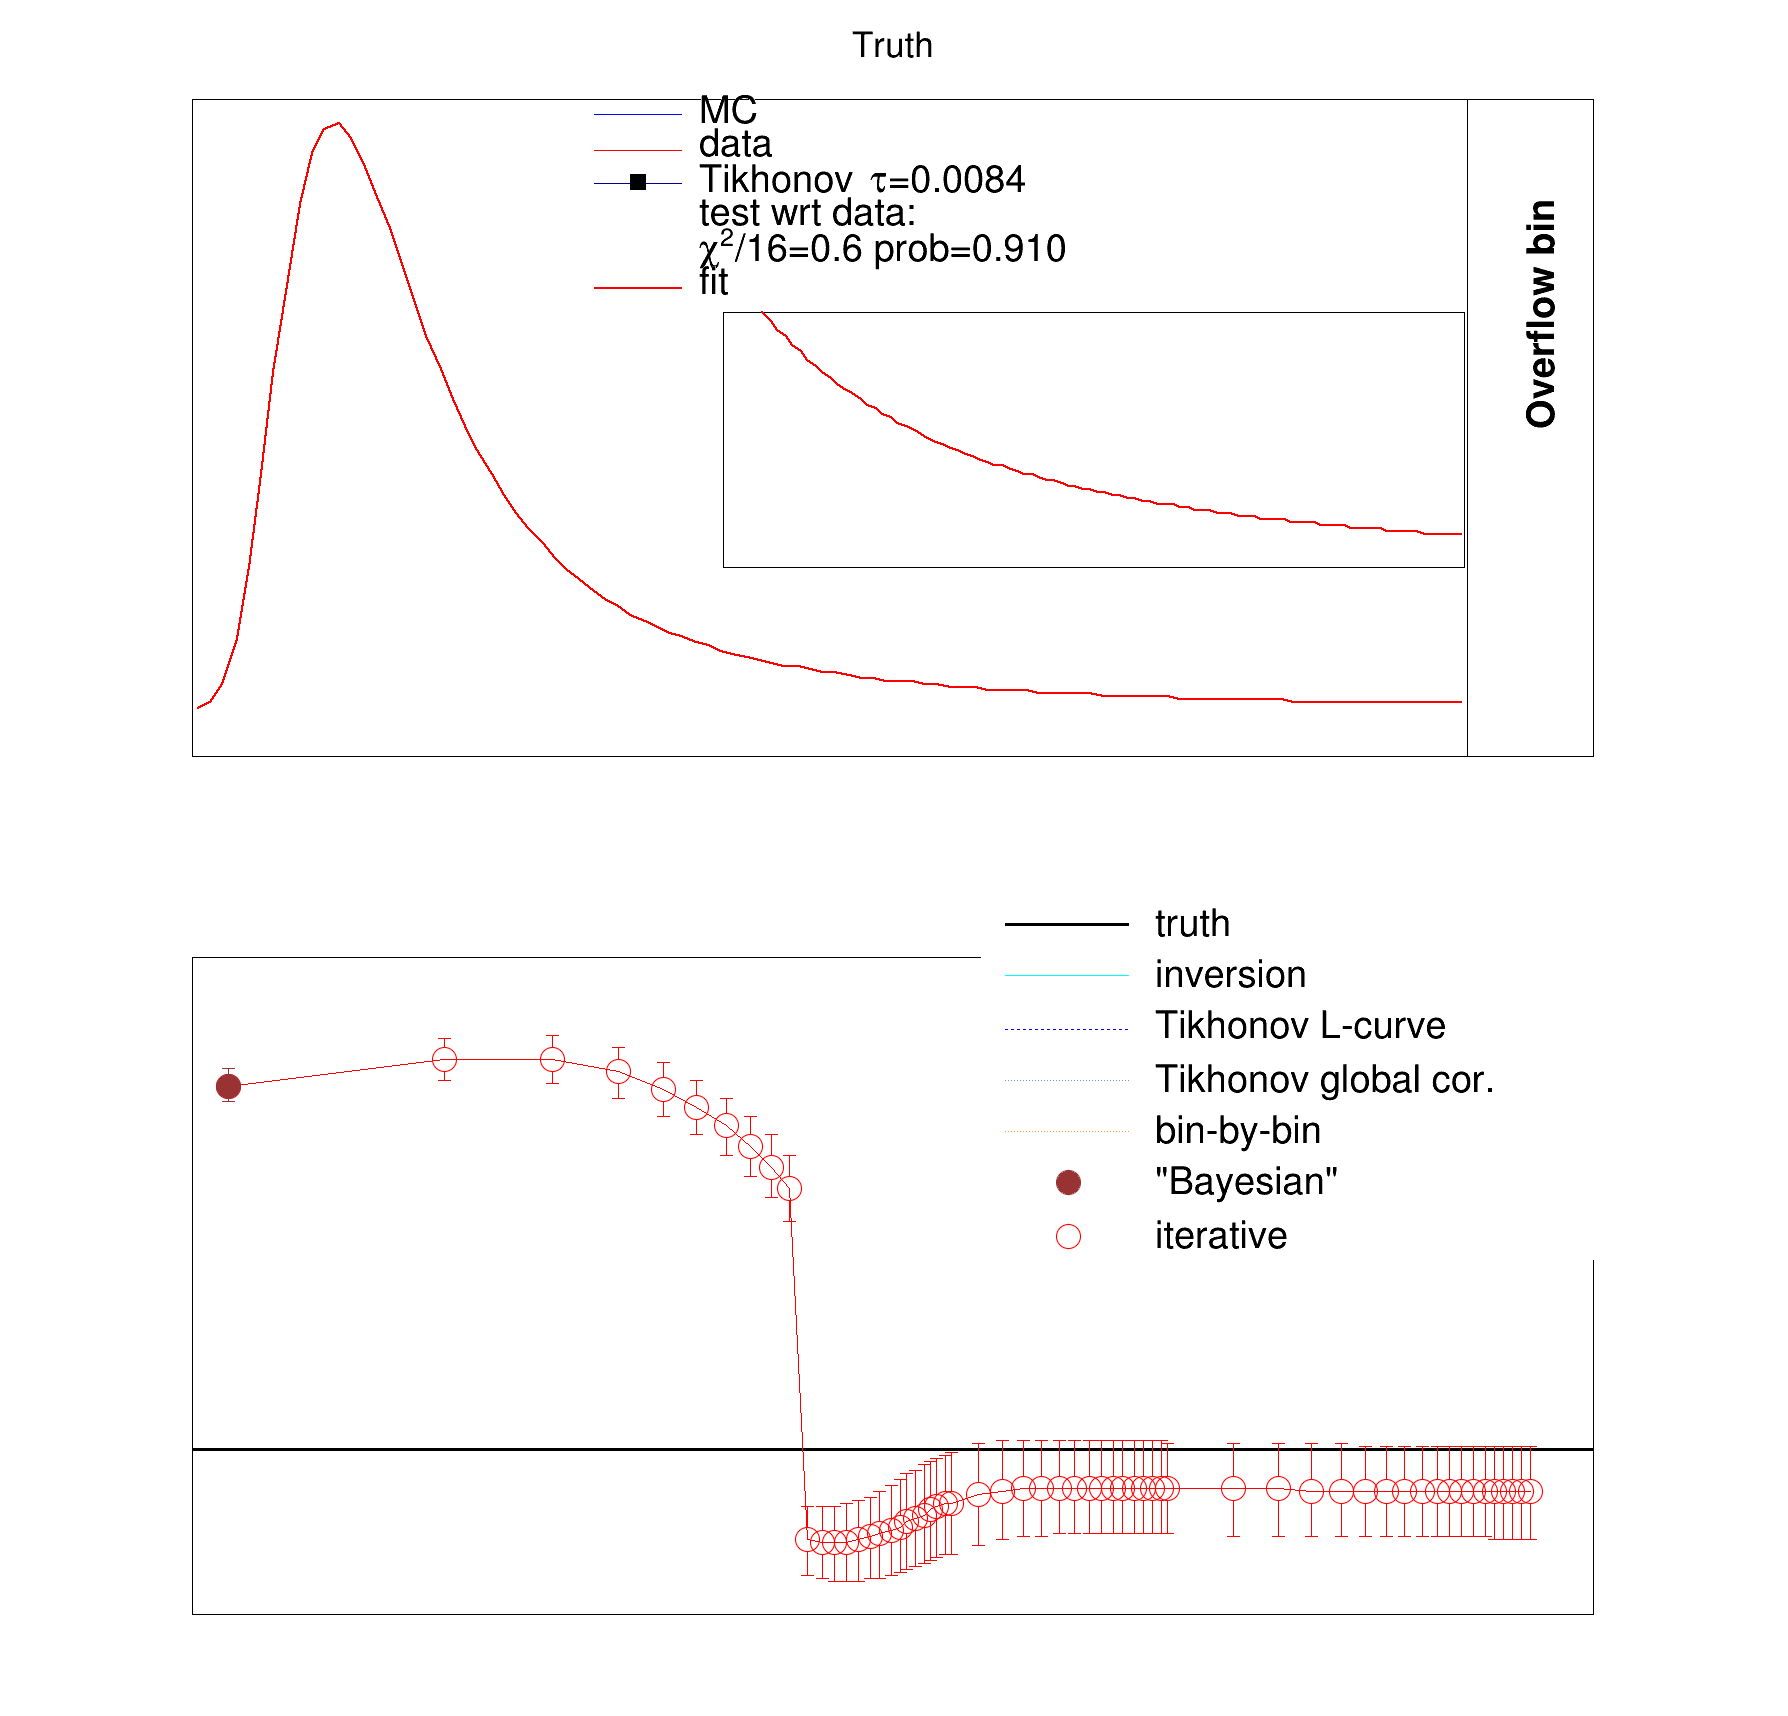 Truth
MC
data
Tikhonov τ=0.0084
test wrt data:
χ²/16=0.6 prob=0.910
fit
Overflow bin
truth
inversion
Tikhonov L-curve
Tikhonov global cor.
bin-by-bin
"Bayesian"
iterative